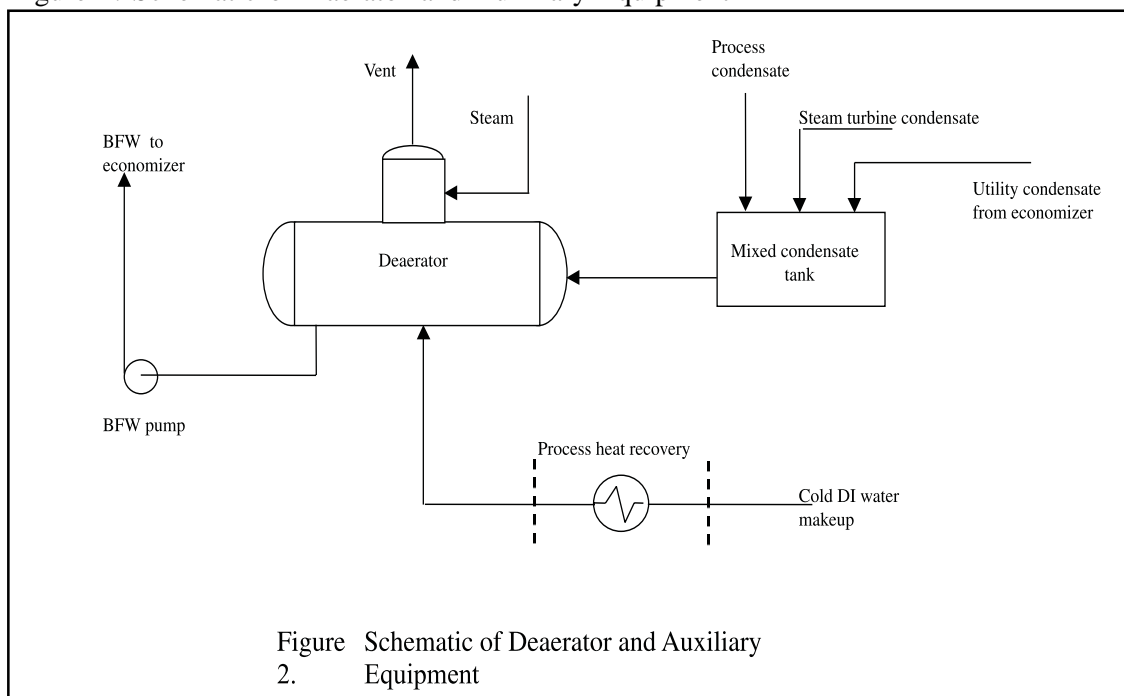 Vent
Process
condensate
Steam
Steam turbine condensate
BFW to
economizer
Utility condensate
from economizer
Mixed condensate
tank
Deaerator
BFW pump
Process heat recovery
Cold DI water
makeup
Figure Schematic of Deaerator and Auxiliary
2. Equipment